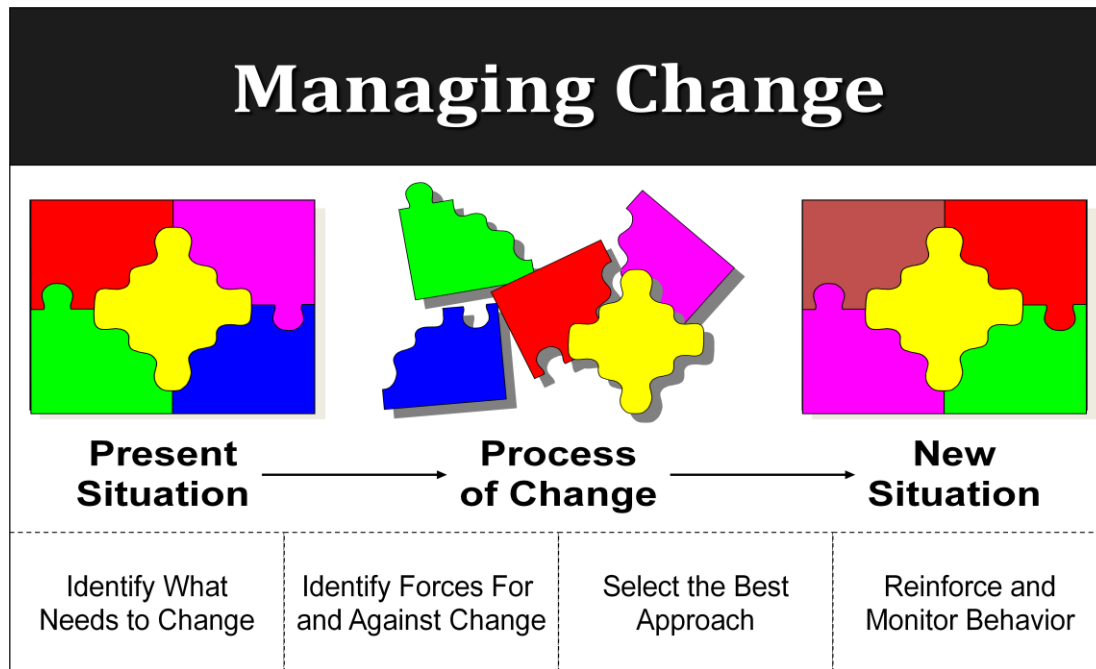 Managing Change
Present
Situation
Process
of Change
New
Situation
Identify What
Needs to Change
Identify Forces For
and Against Change
Select the Best
Approach
Reinforce and
Monitor Behavior